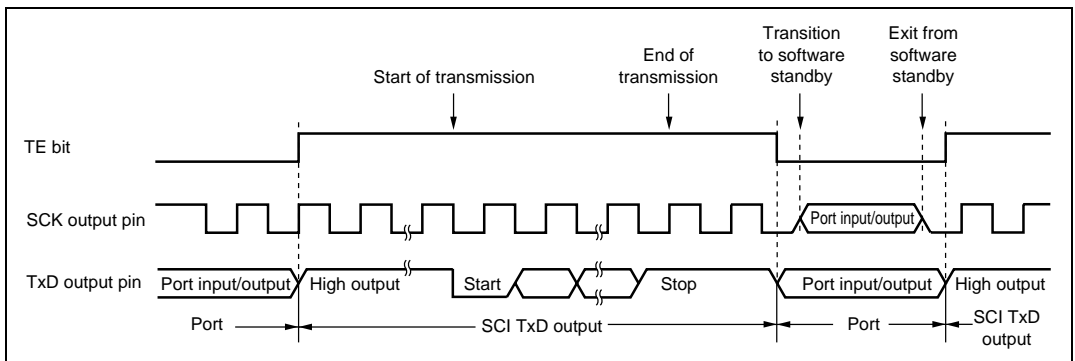 Transition
to software
standby
Exit from
software
standby
Start of transmission
End of
transmission
TE bit
SCK output pin
Port input/output
TxD output pin
Port input/output
High output
Start
Stop
Port input/output
High output
Port
SCI TxD output
Port
SCI TxD
output